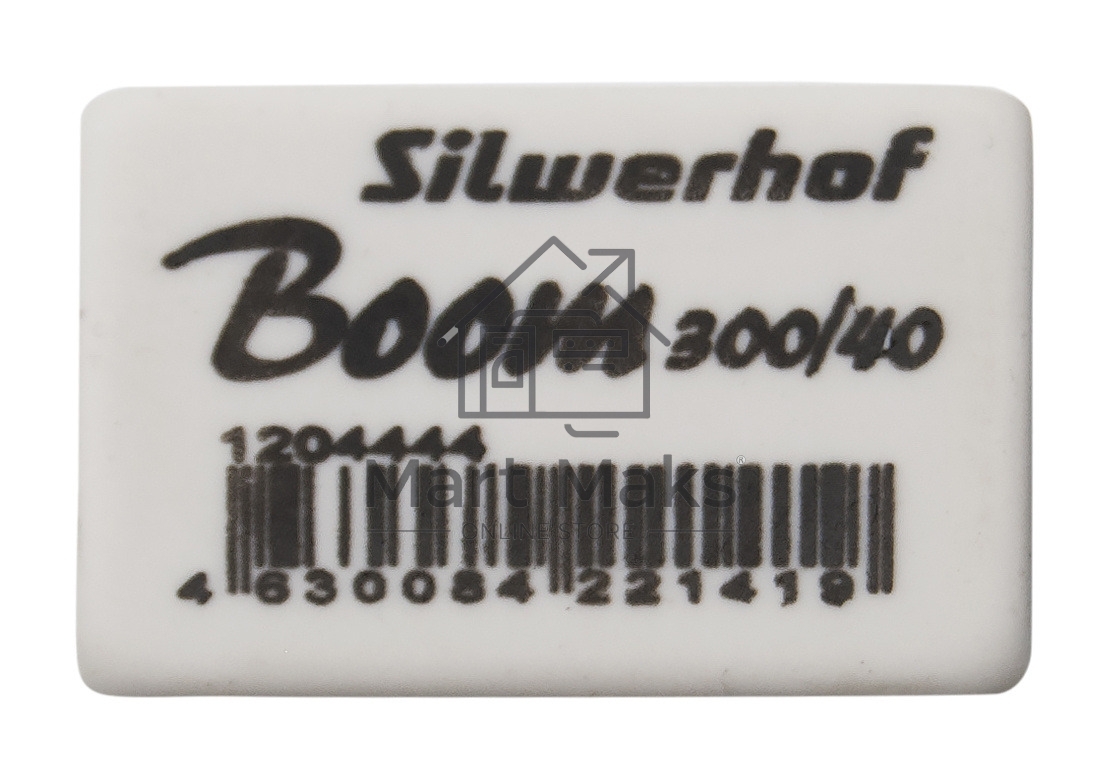 Silwerhof
Boom 300/40
1204444
Mart Maks®
ONLINE STORE
4 630084 221419